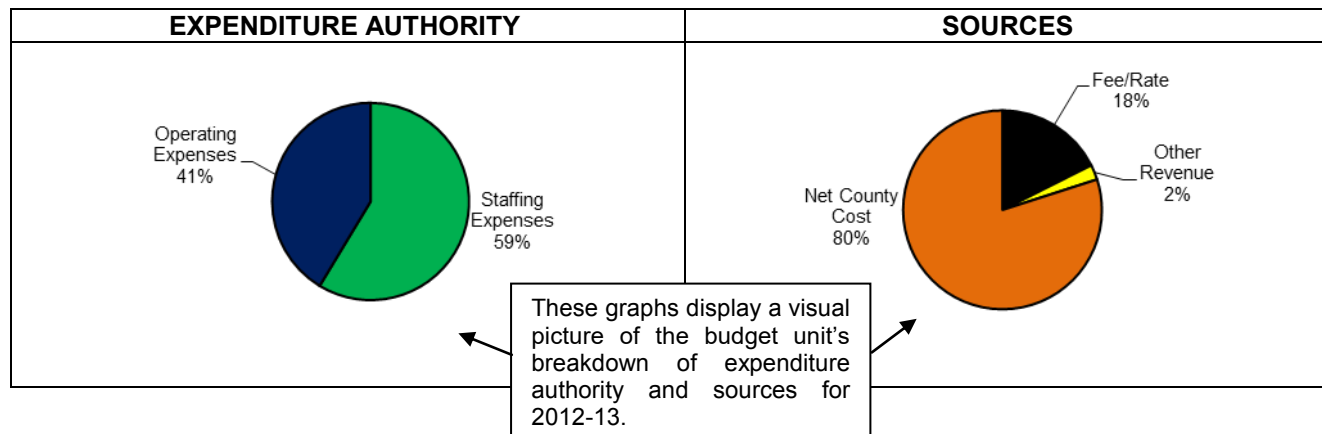 EXPENDITURE AUTHORITY
SOURCES
Operating
Expenses
41%
Staffing
Expenses
59%
Fee/Rate
18%
Other
Revenue
2%
Net County
Cost
80%
These graphs display a visual
picture of the budget unit’s
breakdown of expenditure
authority and sources for
2012-13.